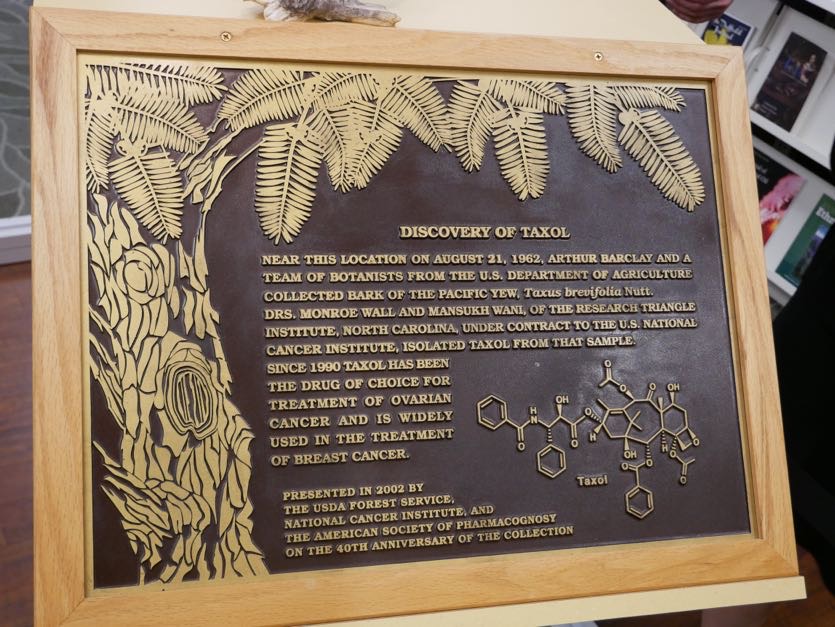 DISCOVERY OF TAXOL
NEAR THIS LOCATION ON AUGUST 21, 1962, ARTHUR BARCLAY AND A
TEAM OF BOTANISTS FROM THE U.S. DEPARTMENT OF AGRICULTURE
COLLECTED BARK OF THE PACIFIC YEW, Taxus brevifolia Nutt.
DRS. MONROE WALL AND MANSUKH WANI, OF THE RESEARCH TRIANGLE
INSTITUTE, NORTH CAROLINA, UNDER CONTRACT TO THE U.S. NATIONAL
CANCER INSTITUTE, ISOLATED TAXOL FROM THAT SAMPLE.
SINCE 1990 TAXOL HAS BEEN
THE DRUG OF CHOICE FOR
TREATMENT OF OVARIAN
CANCER AND IS WIDELY
USED IN THE TREATMENT
OF BREAST CANCER.
O
O
O
OH
H
N
OH
O
O
O
H
OH
H
O
O
O
O
O
Taxol
PRESENTED IN 2002 BY
THE USDA FOREST SERVICE,
NATIONAL CANCER INSTITUTE, AND
THE AMERICAN SOCIETY OF PHARMACOGNOSY
ON THE 40TH ANNIVERSARY OF THE COLLECTION